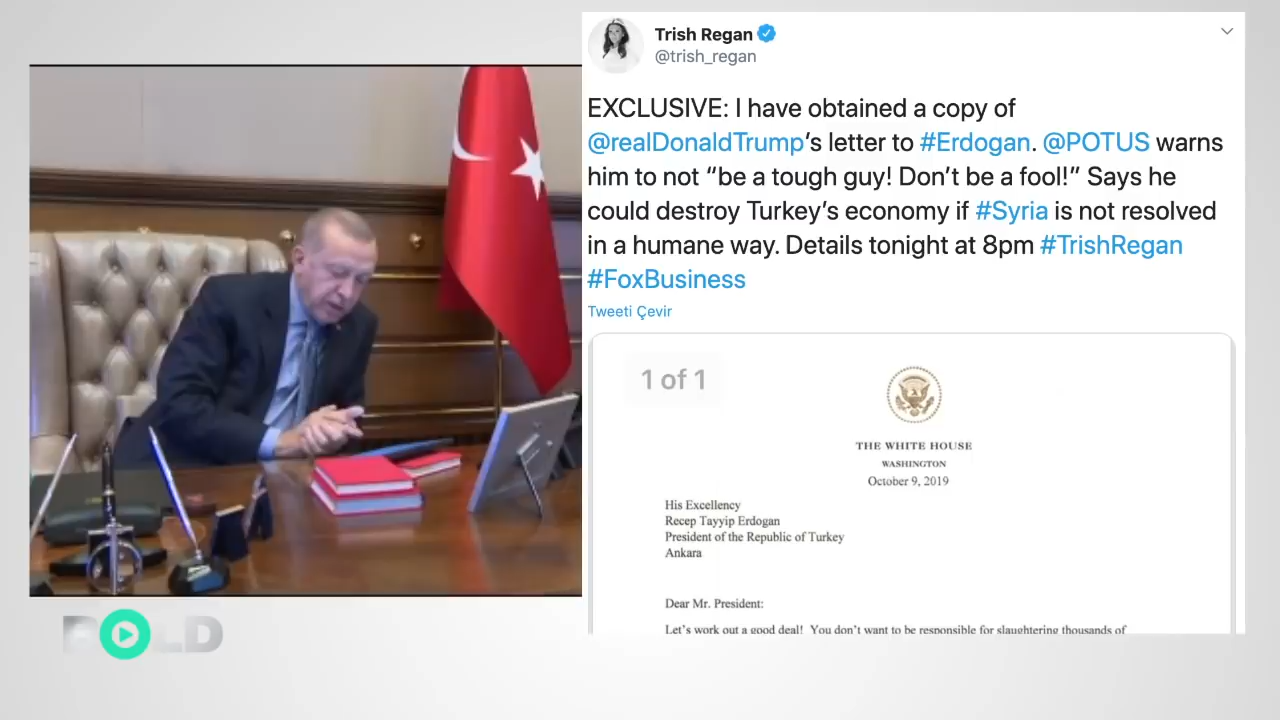 Trish Regan
@trish_regan
EXCLUSIVE: I have obtained a copy of
@realDonaldTrump’s letter to #Erdogan. @POTUS warns
him to not “be a tough guy! Don’t be a fool!” Says he
could destroy Turkey’s economy if #Syria is not resolved
in a humane way. Details tonight at 8pm #TrishRegan
#FoxBusiness
Tweeti Çevir
1 of 1
THE WHITE HOUSE
WASHINGTON
October 9, 2019
His Excellency
Recep Tayyip Erdogan
President of the Republic of Turkey
Ankara
Dear Mr. President:
Let’s work out a good deal! You don’t want to be responsible for slaughtering thousands of
BOLD